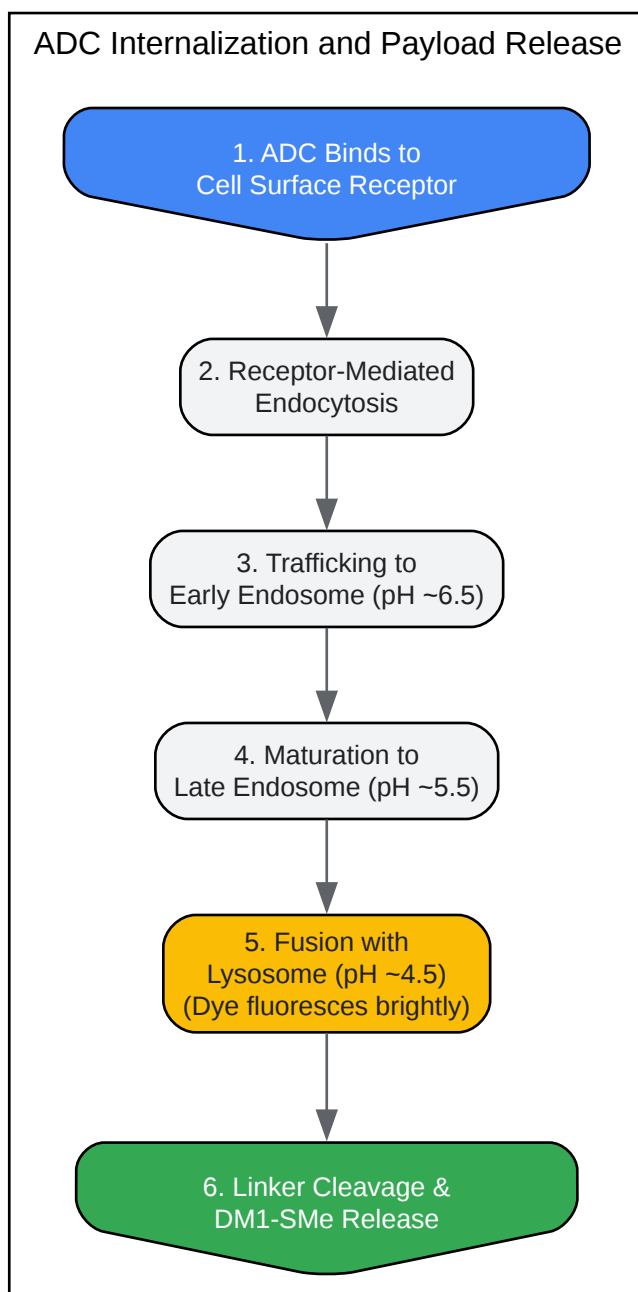 ADC Internalization and Payload Release
1. ADC Binds to
Cell Surface Receptor
2. Receptor-Mediated
Endocytosis
3. Trafficking to
Early Endosome (pH ~6.5)
4. Maturation to
Late Endosome (pH ~5.5)
5. Fusion with
Lysosome (pH ~4.5)
(Dye fluoresces brightly)
6. Linker Cleavage &
DM1-SMe Release